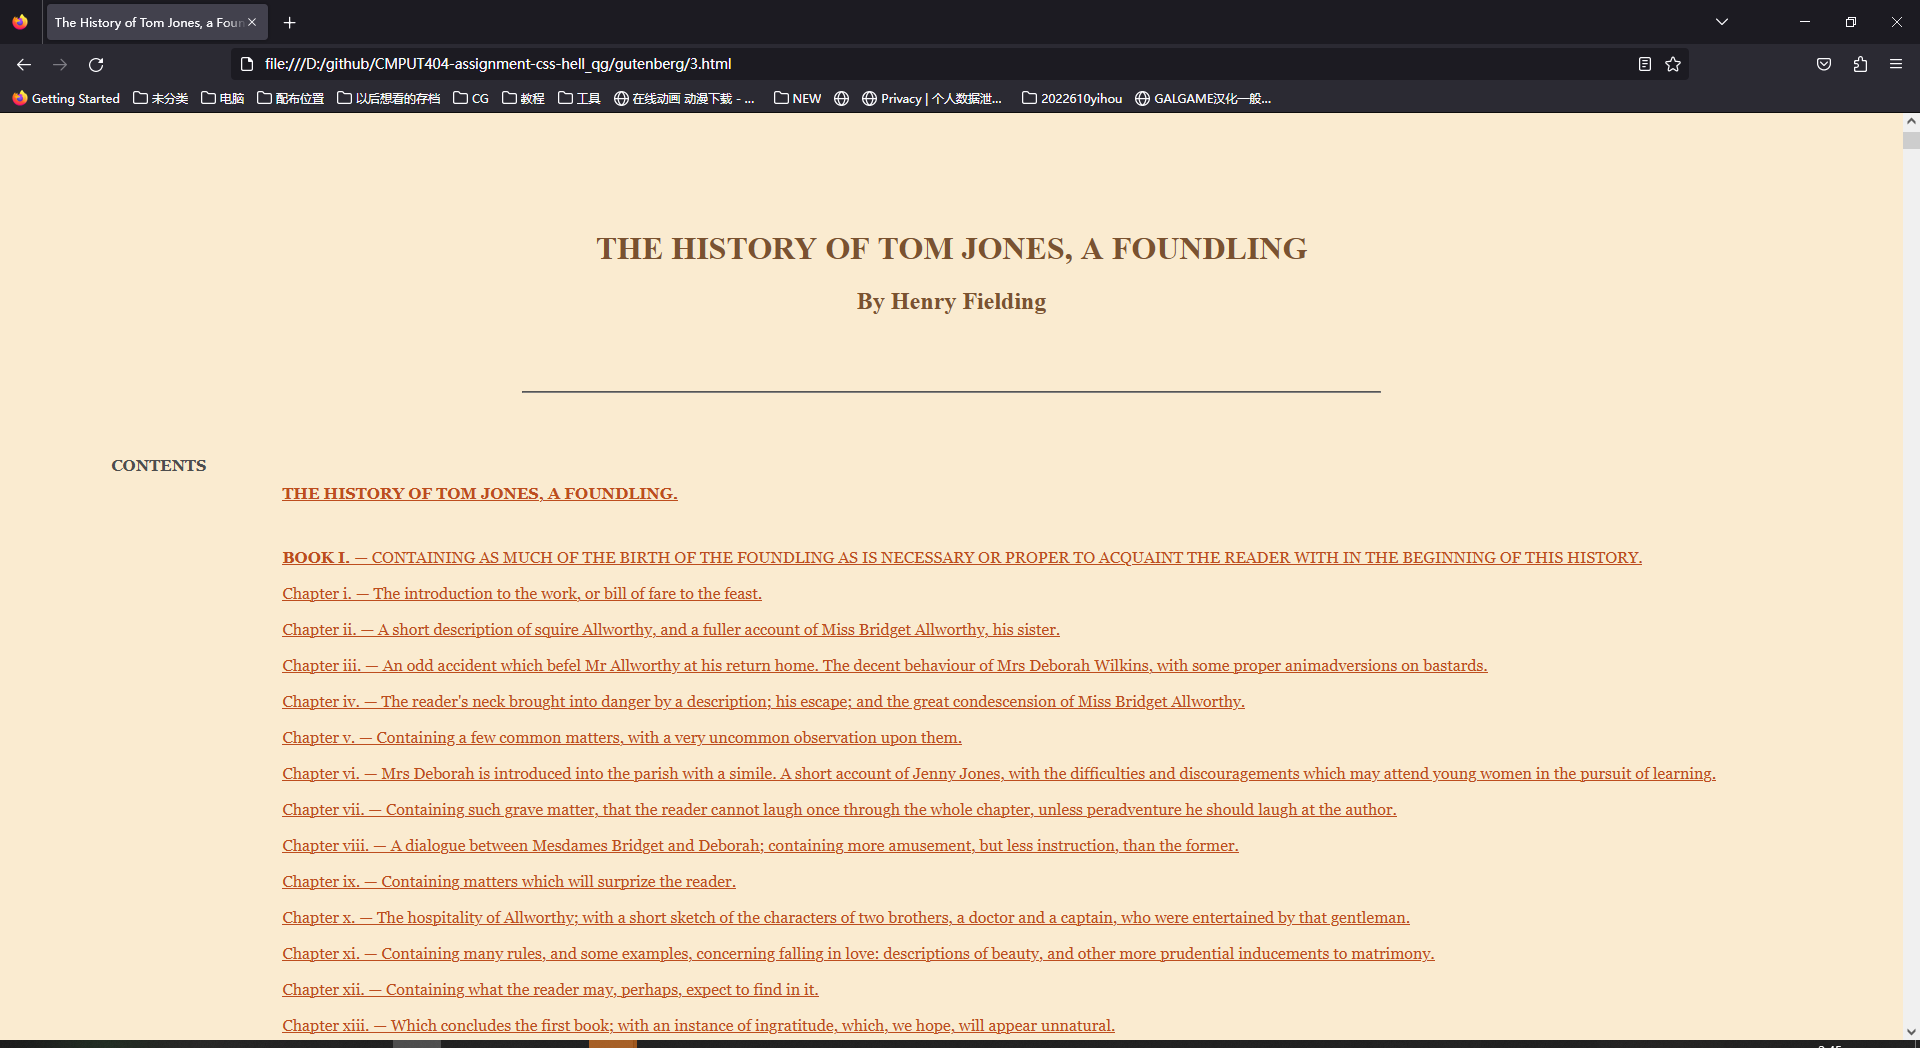 The History of Tom Jones, a Foun
file:///D:/github/CMPUT404-assignment-css-hell_qg/gutenberg/3.html
Getting Started 未分类 电脑 配布位置 以后想看的存档 CG 教程 工具 在线动画 动漫下载 - ... NEW Privacy | 个人数据泄... 2022610yihou GALGAME汉化一般...
THE HISTORY OF TOM JONES, A FOUNDLING
By Henry Fielding
CONTENTS
THE HISTORY OF TOM JONES, A FOUNDLING.
BOOK I. — CONTAINING AS MUCH OF THE BIRTH OF THE FOUNDLING AS IS NECESSARY OR PROPER TO ACQUAINT THE READER WITH IN THE BEGINNING OF THIS HISTORY.
Chapter i. — The introduction to the work, or bill of fare to the feast.
Chapter ii. — A short description of squire Allworthy, and a fuller account of Miss Bridget Allworthy, his sister.
Chapter iii. — An odd accident which befel Mr Allworthy at his return home. The decent behaviour of Mrs Deborah Wilkins, with some proper animadversions on bastards.
Chapter iv. — The reader's neck brought into danger by a description; his escape; and the great condescension of Miss Bridget Allworthy.
Chapter v. — Containing a few common matters, with a very uncommon observation upon them.
Chapter vi. — Mrs Deborah is introduced into the parish with a simile. A short account of Jenny Jones, with the difficulties and discouragements which may attend young women in the pursuit of learning.
Chapter vii. — Containing such grave matter, that the reader cannot laugh once through the whole chapter, unless peradventure he should laugh at the author.
Chapter viii. — A dialogue between Mesdames Bridget and Deborah; containing more amusement, but less instruction, than the former.
Chapter ix. — Containing matters which will surprize the reader.
Chapter x. — The hospitality of Allworthy; with a short sketch of the characters of two brothers, a doctor and a captain, who were entertained by that gentleman.
Chapter xi. — Containing many rules, and some examples, concerning falling in love: descriptions of beauty, and other more prudential inducements to matrimony.
Chapter xii. — Containing what the reader may, perhaps, expect to find in it.
Chapter xiii. — Which concludes the first book; with an instance of ingratitude, which, we hope, will appear unnatural.